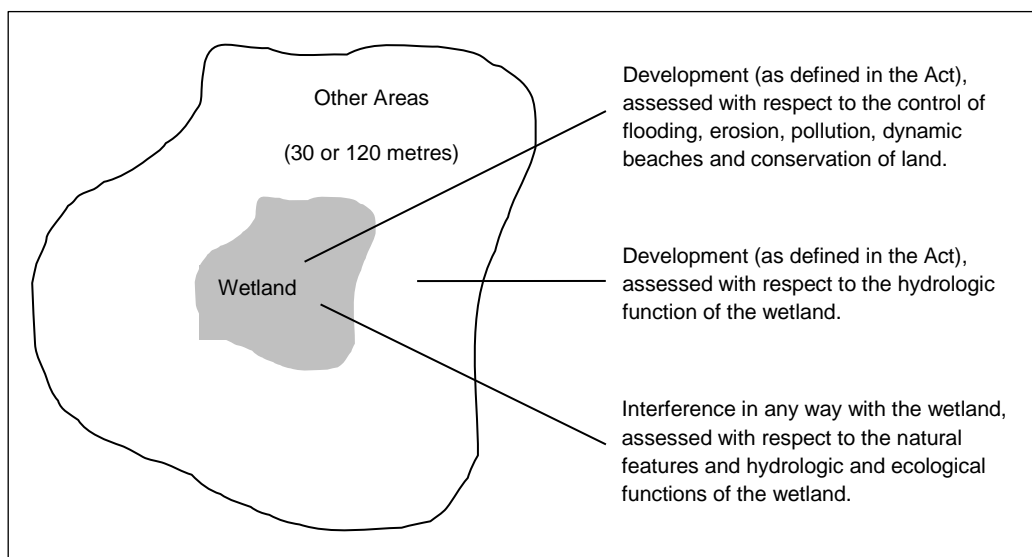 Other Areas
(30 or 120 metres)
Wetland
Development (as defined in the Act),
assessed with respect to the control of
flooding, erosion, pollution, dynamic
beaches and conservation of land.
Development (as defined in the Act),
assessed with respect to the hydrologic
function of the wetland.
Interference in any way with the wetland,
assessed with respect to the natural
features and hydrologic and ecological
functions of the wetland.